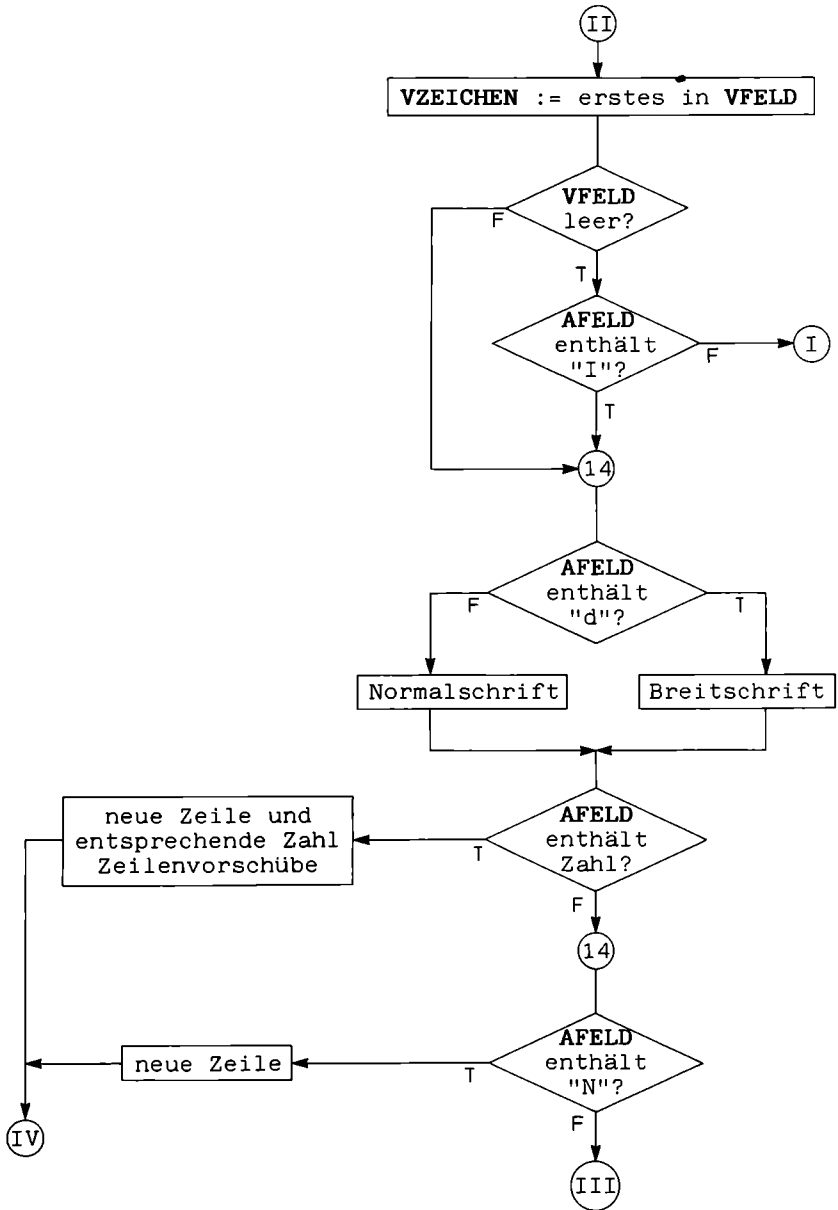 II
VZEICHEN := erstes in VFELD
VFELD
leer?
F
T
AFELD
enthält
"I"?
F
I
T
14
AFELD
enthält
"d"?
F
T
Normalschrift
Breitschrift
neue Zeile und
entsprechende Zahl
Zeilenvorschübe
AFELD
enthält
Zahl?
T
F
14
AFELD
enthält
"N"?
T
neue Zeile
F
IV
III